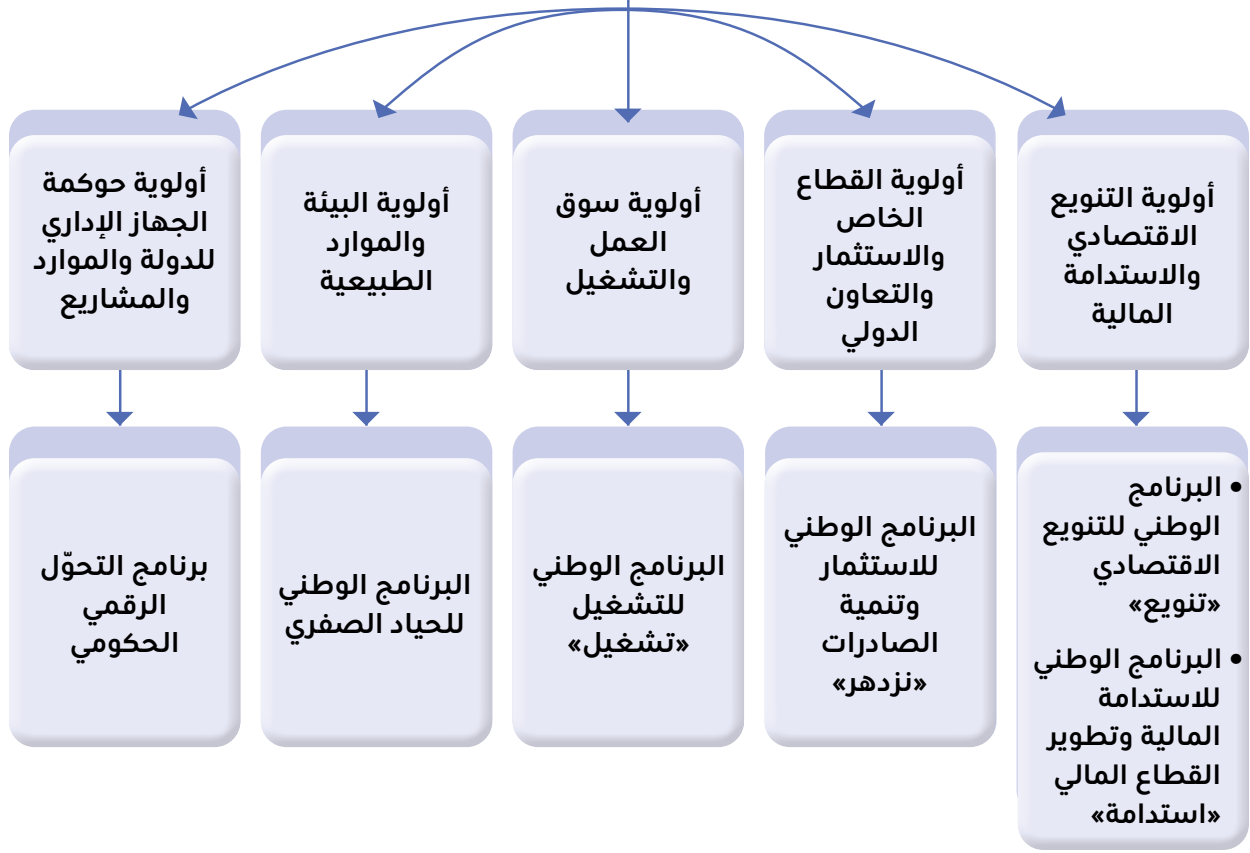 أولوية التنويع
الاقتصادي
والاستدامة
المالية
أولوية القطاع
الخاص
والاستثمار
والتعاون
الدولي
أولوية سوق
العمل
والتشغيل
أولوية البيئة
والموارد
الطبيعية
أولوية حوكمة
الجهاز الإداري
للدولة والموارد
والمشاريع
• البرنامج
الوطني للتنويع
الاقتصادي
«تنويع»
• البرنامج الوطني
للاستدامة
المالية وتطوير
القطاع المالي
«استدامة»
البرنامج الوطني
للاستثمار
وتنمية
الصادرات
«نزدهر»
البرنامج الوطني
للتشغيل
«تشغيل»
البرنامج الوطني
للحياد الصفري
برنامج التحوّل
الرقمي
الحكومي